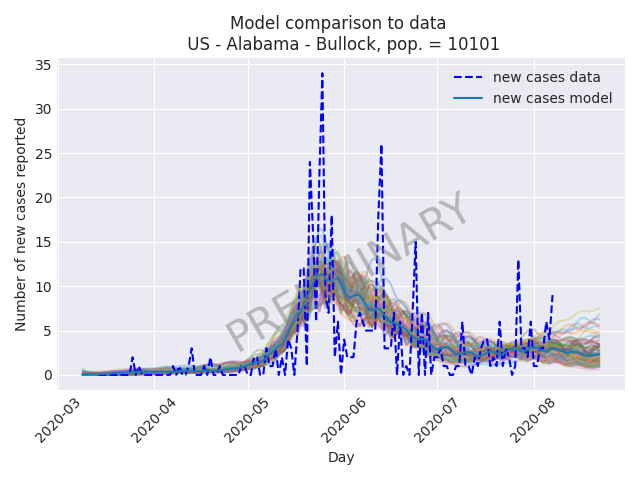 Model comparison to data
US - Alabama - Bullock, pop. = 10101
new cases data
new cases model
PRELIMINARY
Number of new cases reported
35
30
25
20
15
10
5
0
2020-03
2020-04
2020-05
2020-06
2020-07
2020-08
Day